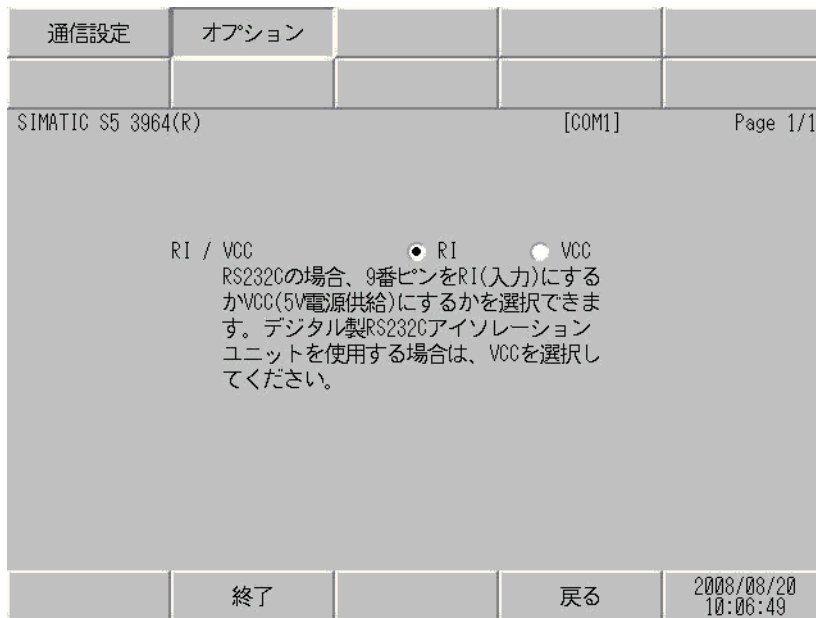 通信設定 オプション
SIMATIC S5 3964(R) [COM1] Page 1/1
RI / VCC RI VCC
RS232Cの場合、9番ピンをRI(入力)にする
かVCC(5V電源供給)にするかを選択できま
す。デジタル製RS232Cアイソレーション
ユニットを使用する場合は、VCCを選択し
てください。
終了 戻る 2008/08/20
10:06:49